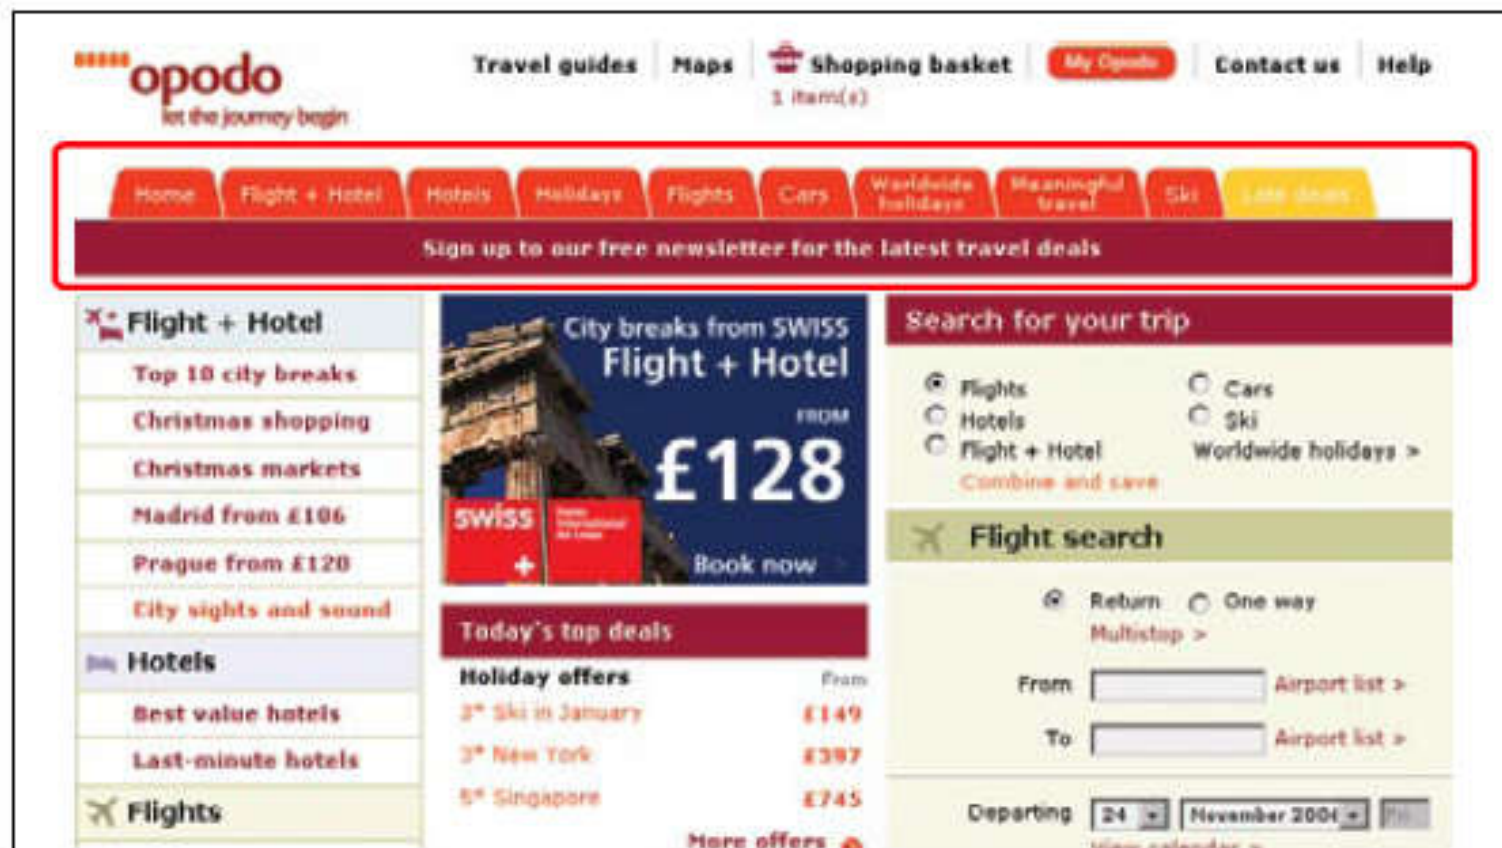 opodo
let the journey begin
Travel guides
Maps
Shopping basket
1 item(s)
My Opodo
Contact us
Help
Home
Flight + Hotel
Hotels
Holidays
Flights
Cars
Worldwide
holidays
Meaningful
travel
Ski
Late deals
Sign up to our free newsletter for the latest travel deals
Flight + Hotel
Top 10 city breaks
Christmas shopping
Christmas markets
Madrid from £106
Prague from £120
City sights and sound
Hotels
Best value hotels
Last-minute hotels
Flights
City breaks from SWISS
Flight + Hotel
FROM
£128
swiss
Book now
Today's top deals
Holiday offers From
3* Ski in January £149
3* New York £397
5* Singapore £745
More offers
Search for your trip
Flights
Cars
Hotels
Ski
Flight + Hotel
Worldwide holidays >
Combine and save
Flight search
Return
One way
Multistop >
From
Airport list >
To
Airport list >
Departing
24
November 200
View calendar >